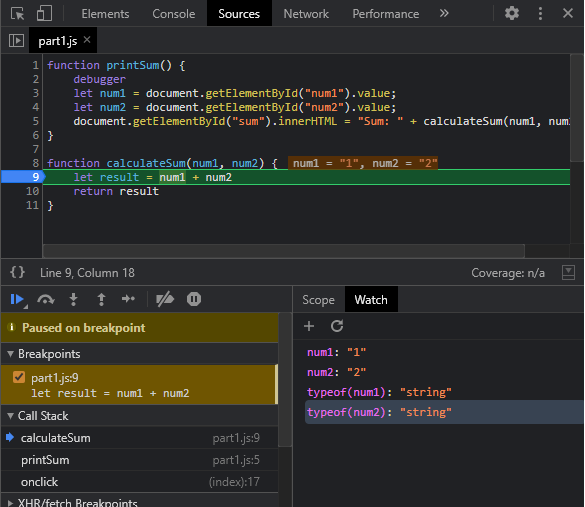 Elements Console Sources Network Performance »
part1.js ×
1 function printSum() {
2 debugger
3 let num1 = document.getElementById("num1").value;
4 let num2 = document.getElementById("num2").value;
5 document.getElementById("sum").innerHTML = "Sum: " + calculateSum(num1, num
6 }
7
8 function calculateSum(num1, num2) { num1 = "1", num2 = "2"
9 let result = num1 + num2
10 return result
11 }
{} Line 9, Column 18 Coverage: n/a
Scope Watch
Paused on breakpoint
Breakpoints
part1.js:9
let result = num1 + num2
Call Stack
calculateSum part1.js:9
printSum part1.js:5
onclick (index):17
XHR/fetch Breakpoints
num1: "1"
num2: "2"
typeof(num1): "string"
typeof(num2): "string"